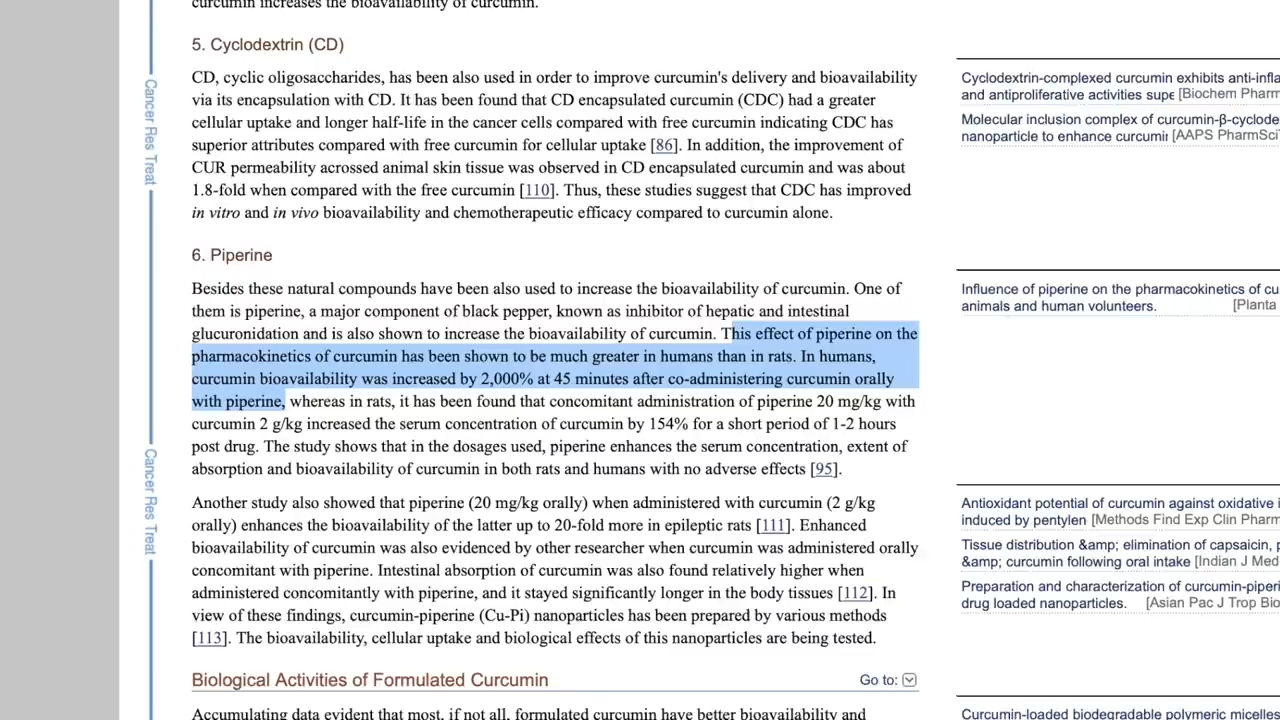 curcumin increases the bioavailability of curcumin.
5. Cyclodextrin (CD)
CD, cyclic oligosaccharides, has been also used in order to improve curcumin's delivery and bioavailability
via its encapsulation with CD. It has been found that CD encapsulated curcumin (CDC) had a greater
cellular uptake and longer half-life in the cancer cells compared with free curcumin indicating CDC has
superior attributes compared with free curcumin for cellular uptake [86]. In addition, the improvement of
CUR permeability acrossed animal skin tissue was observed in CD encapsulated curcumin and was about
1.8-fold when compared with the free curcumin [110]. Thus, these studies suggest that CDC has improved
in vitro and in vivo bioavailability and chemotherapeutic efficacy compared to curcumin alone.
6. Piperine
Besides these natural compounds have been also used to increase the bioavailability of curcumin. One of
them is piperine, a major component of black pepper, known as inhibitor of hepatic and intestinal
glucuronidation and is also shown to increase the bioavailability of curcumin. This effect of piperine on the
pharmacokinetics of curcumin has been shown to be much greater in humans than in rats. In humans,
curcumin bioavailability was increased by 2,000% at 45 minutes after co-administering curcumin orally
with piperine, whereas in rats, it has been found that concomitant administration of piperine 20 mg/kg with
curcumin 2 g/kg increased the serum concentration of curcumin by 154% for a short period of 1-2 hours
post drug. The study shows that in the dosages used, piperine enhances the serum concentration, extent of
absorption and bioavailability of curcumin in both rats and humans with no adverse effects [95].
Another study also showed that piperine (20 mg/kg orally) when administered with curcumin (2 g/kg
orally) enhances the bioavailability of the latter up to 20-fold more in epileptic rats [111]. Enhanced
bioavailability of curcumin was also evidenced by other researcher when curcumin was administered orally
concomitant with piperine. Intestinal absorption of curcumin was also found relatively higher when
administered concomitantly with piperine, and it stayed significantly longer in the body tissues [112]. In
view of these findings, curcumin-piperine (Cu-Pi) nanoparticles has been prepared by various methods
[113]. The bioavailability, cellular uptake and biological effects of this nanoparticles are being tested.
Biological Activities of Formulated Curcumin
Go to:
Accumulating data evident that most, if not all, formulated curcumin have better bioavailability and
Cancer Res Treat
Cancer Res Treat
Cyclodextrin-complexed curcumin exhibits anti-infla
and antiproliferative activities supe [Biochem Pharm
Molecular inclusion complex of curcumin-β-cyclode
nanoparticle to enhance curcumin [AAPS PharmSci
Influence of piperine on the pharmacokinetics of cu
animals and human volunteers. [Planta
Antioxidant potential of curcumin against oxidative i
induced by pentylen [Methods Find Exp Clin Pharm
Tissue distribution &amp; elimination of capsaicin, p
&amp; curcumin following oral intake [Indian J Med
Preparation and characterization of curcumin-piperi
drug loaded nanoparticles. [Asian Pac J Trop Bio
Curcumin-loaded biodegradable polymeric micelles